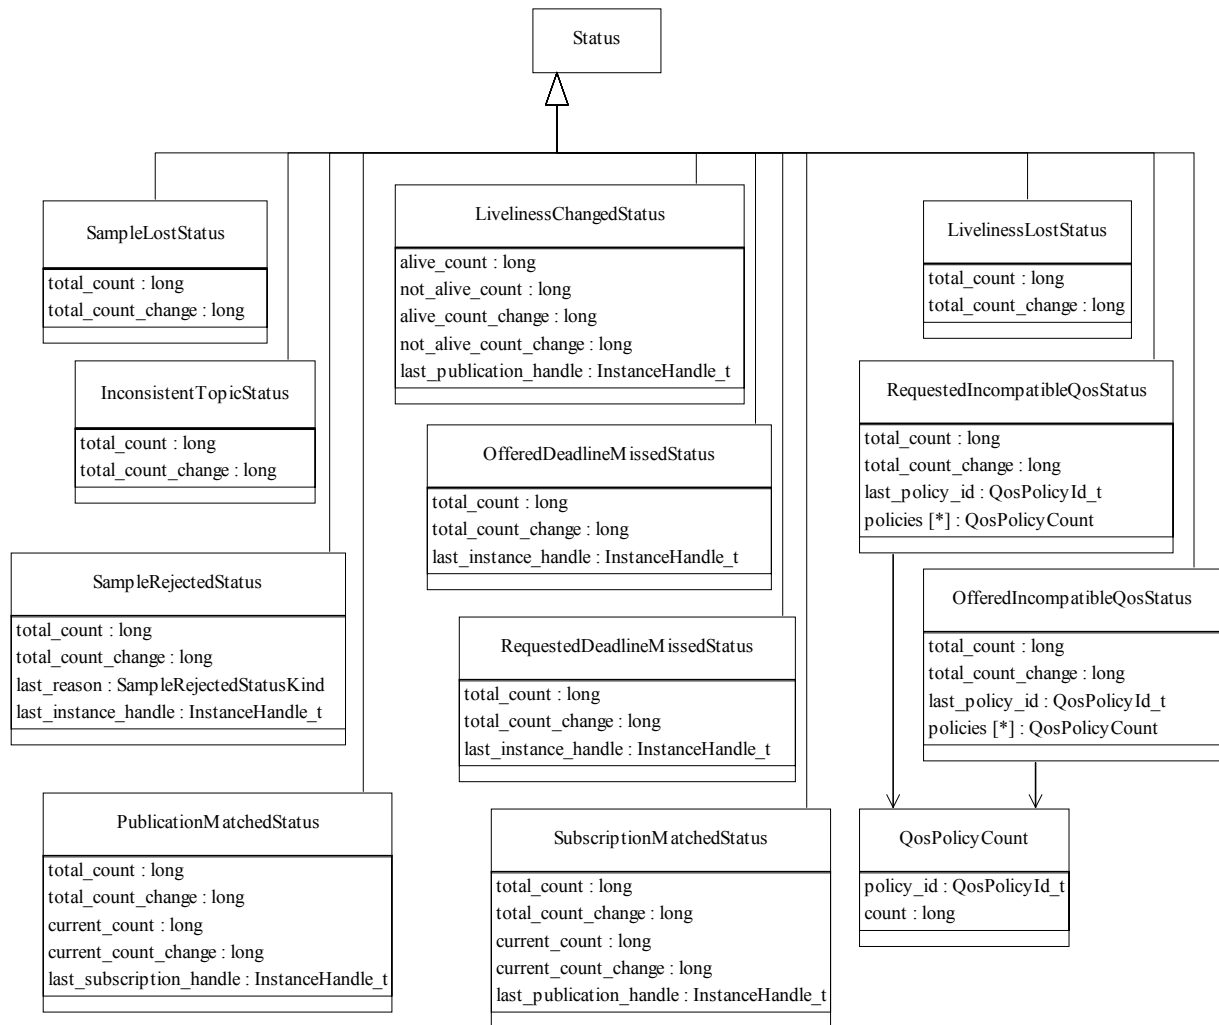 Status
SampleLostStatus
total_count : long
total_count_change : long
InconsistentTopicStatus
total_count : long
total_count_change : long
SampleRejectedStatus
total_count : long
total_count_change : long
last_reason : SampleRejectedStatusKind
last_instance_handle : InstanceHandle_t
PublicationMatchedStatus
total_count : long
total_count_change : long
current_count : long
current_count_change : long
last_subscription_handle : InstanceHandle_t
LivelinessChangedStatus
alive_count : long
not_alive_count : long
alive_count_change : long
not_alive_count_change : long
last_publication_handle : InstanceHandle_t
OfferedDeadlineMissedStatus
total_count : long
total_count_change : long
last_instance_handle : InstanceHandle_t
RequestedDeadlineMissedStatus
total_count : long
total_count_change : long
last_instance_handle : InstanceHandle_t
SubscriptionMatchedStatus
total_count : long
total_count_change : long
current_count : long
current_count_change : long
last_publication_handle : InstanceHandle_t
LivelinessLostStatus
total_count : long
total_count_change : long
RequestedIncompatibleQosStatus
total_count : long
total_count_change : long
last_policy_id : QosPolicyId_t
policies [*] : QosPolicyCount
OfferedIncompatibleQosStatus
total_count : long
total_count_change : long
last_policy_id : QosPolicyId_t
policies [*] : QosPolicyCount
QosPolicyCount
policy_id : QosPolicyId_t
count : long